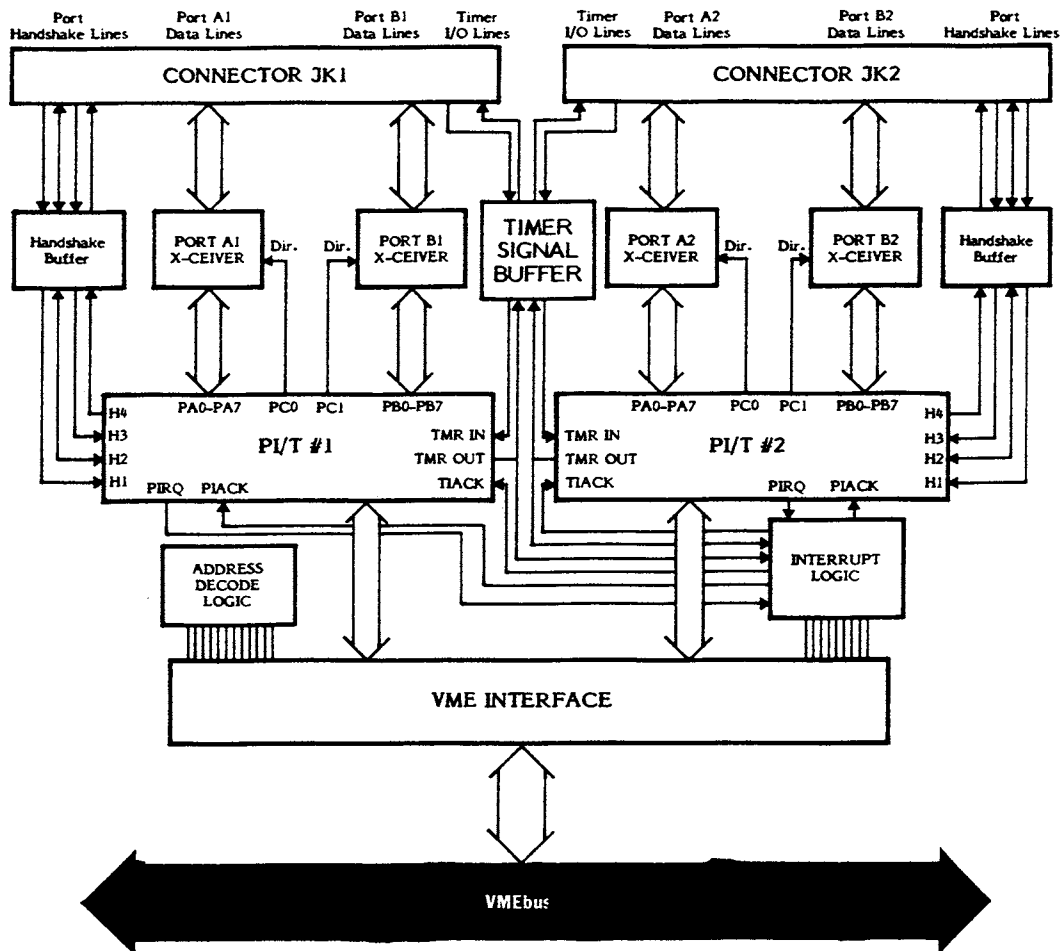 Port
Handshake Lines
Port A1
Data Lines
Port B1
Data Lines
Timer
I/O Lines
Timer
I/O Lines
Port A2
Data Lines
Port B2
Data Lines
Port
Handshake Lines
CONNECTOR JK1
CONNECTOR JK2
Handshake
Buffer
PORT A1
X-CEIVER
Dir.
Dir.
PORT B1
X-CEIVER
TIMER
SIGNAL
BUFFER
PORT A2
X-CEIVER
Dir.
Dir.
PORT B2
X-CEIVER
Handshake
Buffer
PA0-PA7
PC0
PC1
PB0-PB7
H4
H3
H2
H1
PI/T #1
TMR IN
TMR OUT
TIACK
PIRQ
PIACK
PA0-PA7
PC0
PC1
PB0-PB7
TMR IN
TMR OUT
TIACK
PI/T #2
H4
H3
H2
H1
PIRQ
PIACK
ADDRESS
DECODE
LOGIC
INTERRUPT
LOGIC
VME INTERFACE
VMEbus